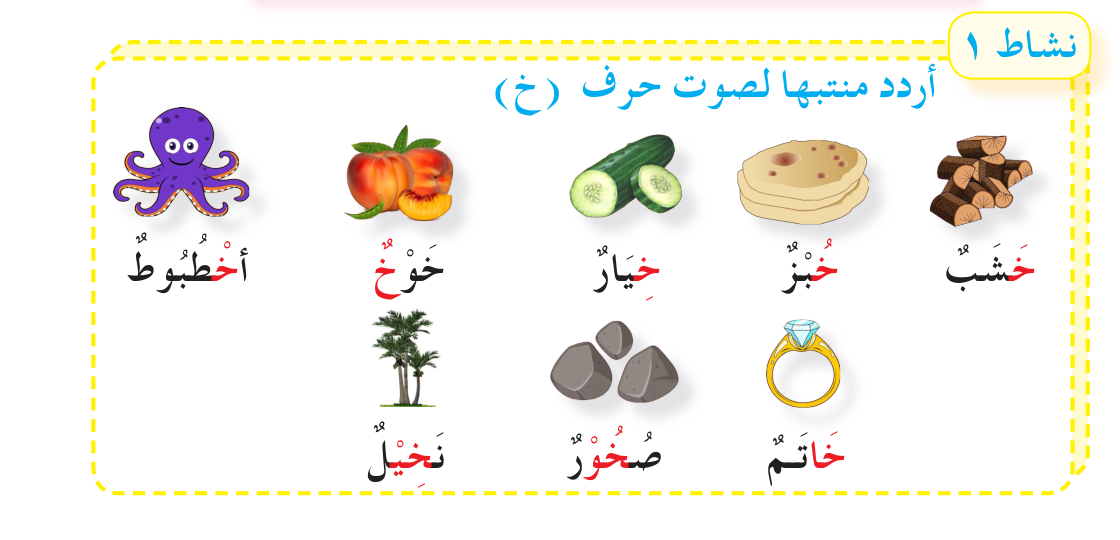 نشاط ١
أردد منتبها لصوت حرف (خ)
خَشَبٌ خُبْزٌ خِيَارٌ خَوْخٌ أخْطُبُوطٌ
خَاتَمٌ صُخُوْرٌ نَخِيْلٌ